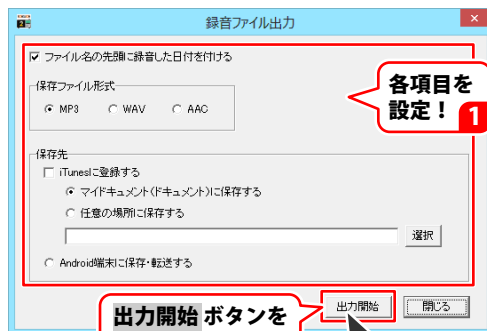 録音ファイル出力
ファイル名の先頭に録音した日付を付ける
保存ファイル形式
MP3 WAV AAC
各項目を
設定！
1
保存先
iTunesに登録する
マイドキュメント(ドキュメント)に保存する
任意の場所に保存する
選択
Android端末に保存・転送する
出力開始 閉じる
出力開始 ボタンを